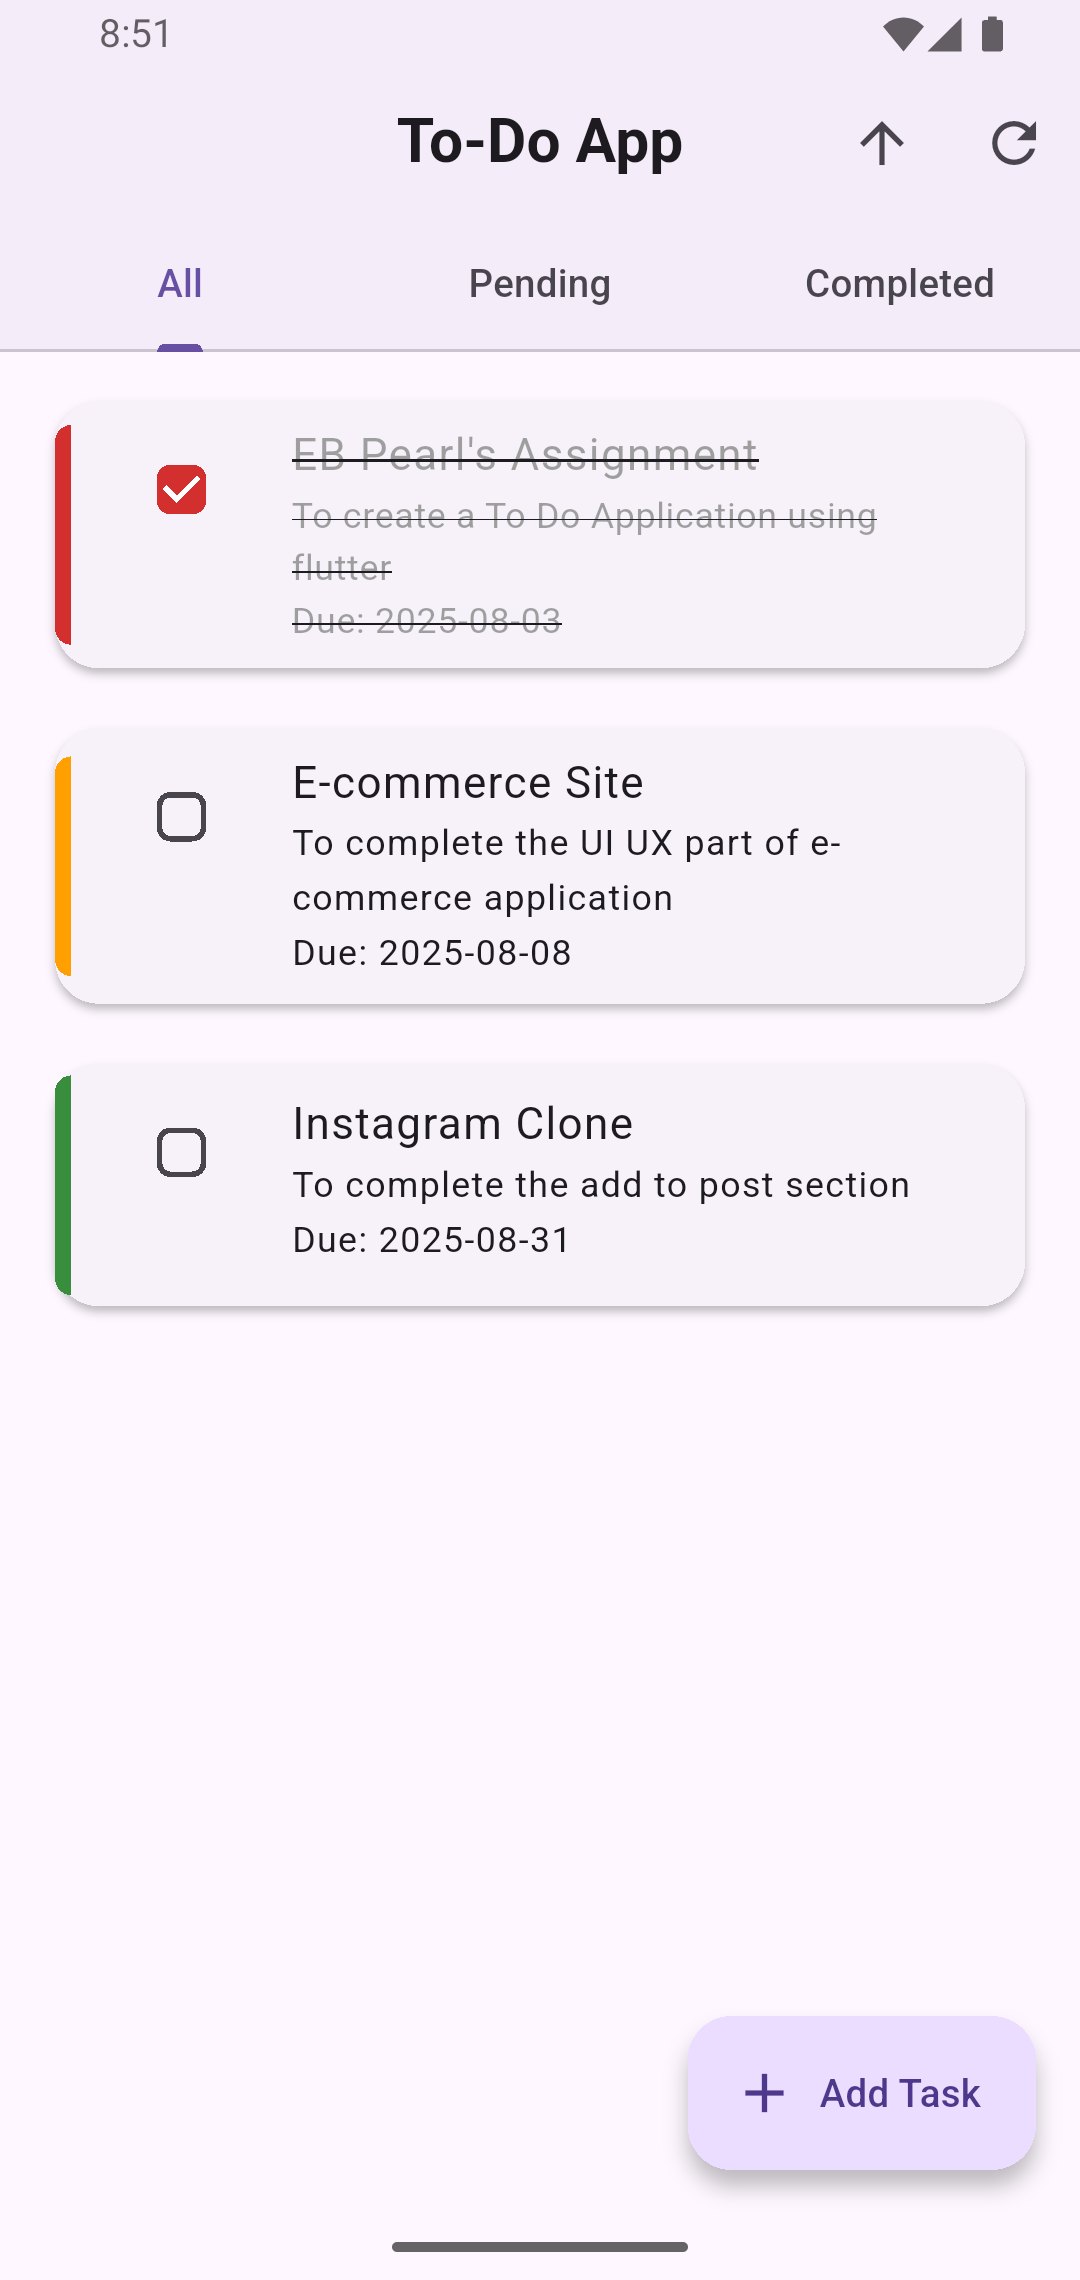 8:51
To-Do App
All Pending Completed
EB Pearl's Assignment
To create a To Do Application using
flutter
Due: 2025-08-03
E-commerce Site
To complete the UI UX part of e-
commerce application
Due: 2025-08-08
Instagram Clone
To complete the add to post section
Due: 2025-08-31
Add Task